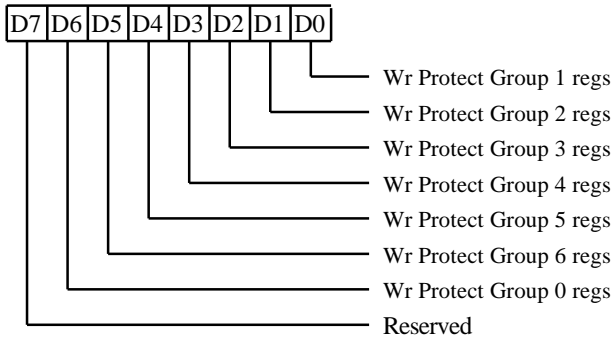 D7 D6 D5 D4 D3 D2 D1 D0
Wr Protect Group 1 regs
Wr Protect Group 2 regs
Wr Protect Group 3 regs
Wr Protect Group 4 regs
Wr Protect Group 5 regs
Wr Protect Group 6 regs
Wr Protect Group 0 regs
Reserved